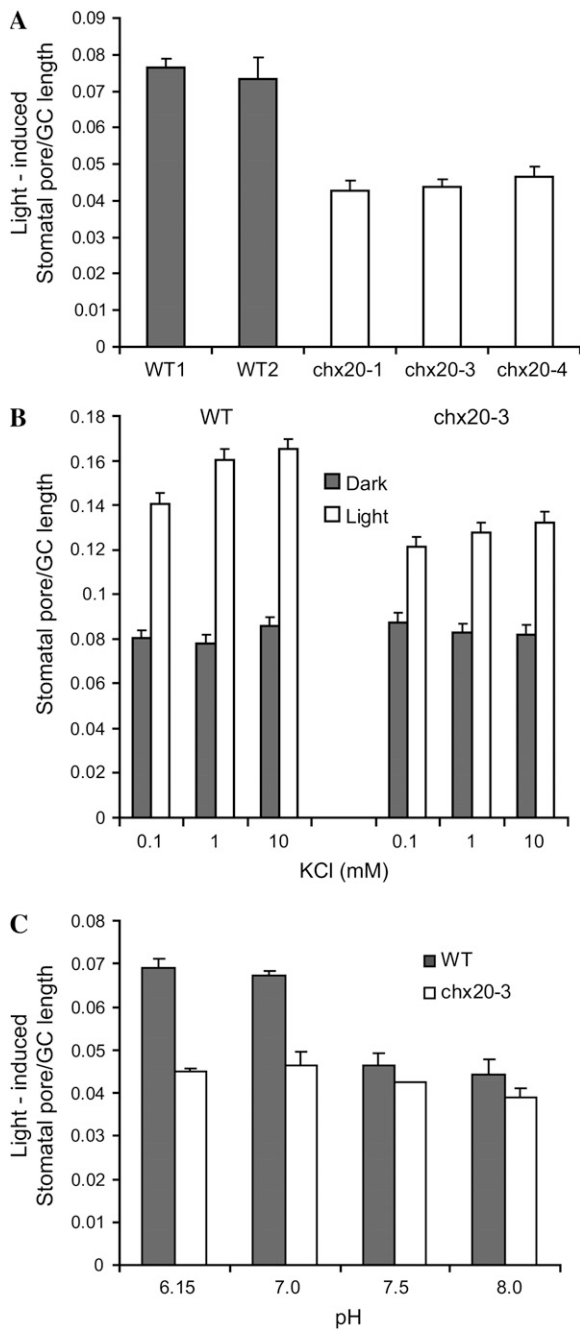 A
Light - induced
Stomatal pore/GC length
0.09
0.08
0.07
0.06
0.05
0.04
0.03
0.02
0.01
0
WT1 WT2 chx20-1 chx20-3 chx20-4
B
WT chx20-3
Stomatal pore/GC length
0.18
0.16
0.14
0.12
0.1
0.08
0.06
0.04
0.02
0
Dark
Light
0.1 1 10 0.1 1 10
KCl (mM)
C
Light - induced
Stomatal pore/GC length
0.08
0.07
0.06
0.05
0.04
0.03
0.02
0.01
0
WT
chx20-3
6.15 7.0 7.5 8.0
pH